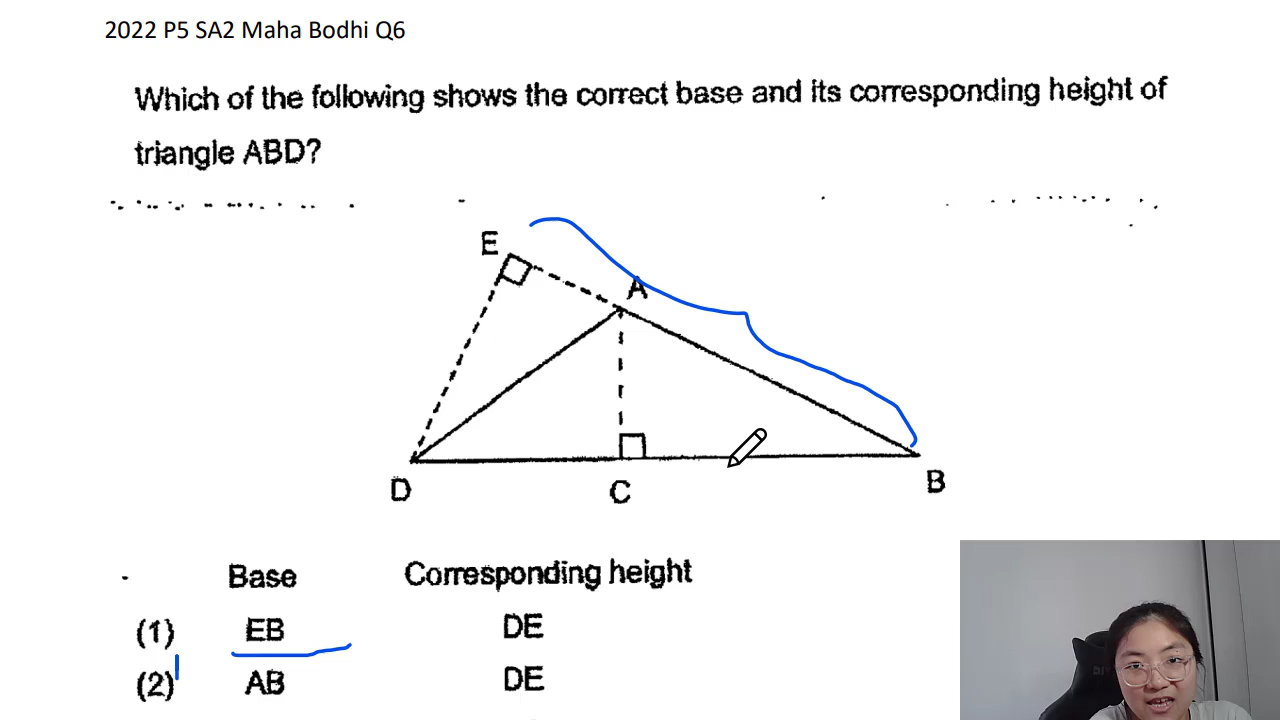 2022 P5 SA2 Maha Bodhi Q6
Which of the following shows the correct base and its corresponding height of
triangle ABD?
E
A
D
C
B
Base Corresponding height
(1) EB DE
(2) AB DE